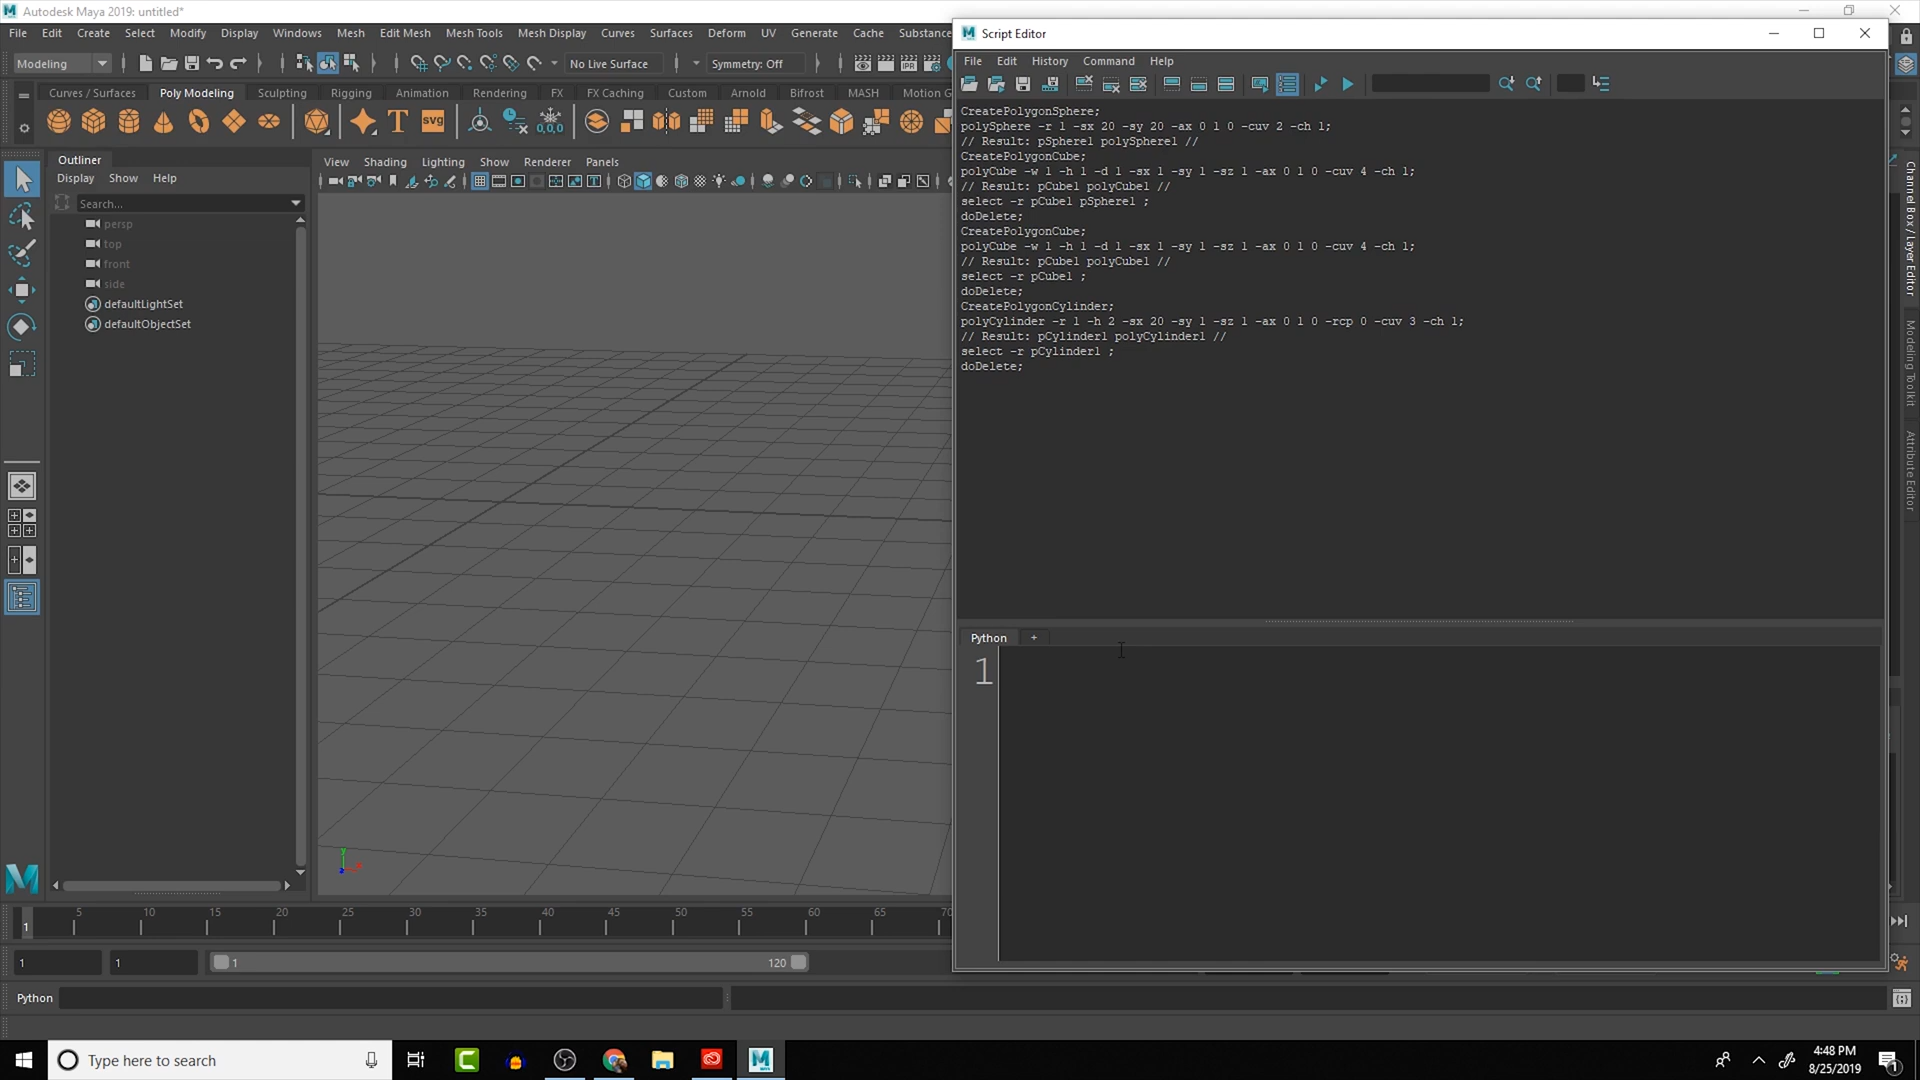 Autodesk Maya 2019: untitled*
File Edit Create Select Modify Display Windows Mesh Edit Mesh Mesh Tools Mesh Display Curves Surfaces Deform UV Generate Cache Substance
Modeling No Live Surface Symmetry: Off
Curves / Surfaces Poly Modeling Sculpting Rigging Animation Rendering FX FX Caching Custom Arnold Bifrost MASH Motion G
SVG
Outliner
Display Show Help
Search...
persp
top
front
side
defaultLightSet
defaultObjectSet
View Shading Lighting Show Renderer Panels
Script Editor
File Edit History Command Help
CreatePolygonSphere;
polySphere -r 1 -sx 20 -sy 20 -ax 0 1 0 -cuv 2 -ch 1;
// Result: pSphere1 polySphere1 //
CreatePolygonCube;
polyCube -w 1 -h 1 -d 1 -sx 1 -sy 1 -sz 1 -ax 0 1 0 -cuv 4 -ch 1;
// Result: pCube1 polyCube1 //
select -r pCube1 pSphere1 ;
doDelete;
CreatePolygonCube;
polyCube -w 1 -h 1 -d 1 -sx 1 -sy 1 -sz 1 -ax 0 1 0 -cuv 4 -ch 1;
// Result: pCube1 polyCube1 //
select -r pCube1 ;
doDelete;
CreatePolygonCylinder;
polyCylinder -r 1 -h 2 -sx 20 -sy 1 -sz 1 -ax 0 1 0 -rcp 0 -cuv 3 -ch 1;
// Result: pCylinder1 polyCylinder1 //
select -r pCylinder1 ;
doDelete;
Python +
1
Channel Box / Layer Editor
Modeling Toolkit
Attribute Editor
y
1 5 10 15 20 25 30 35 40 45 50 55 60 65 70
1 1 1 120
Python
Type here to search
4:48 PM
8/25/2019